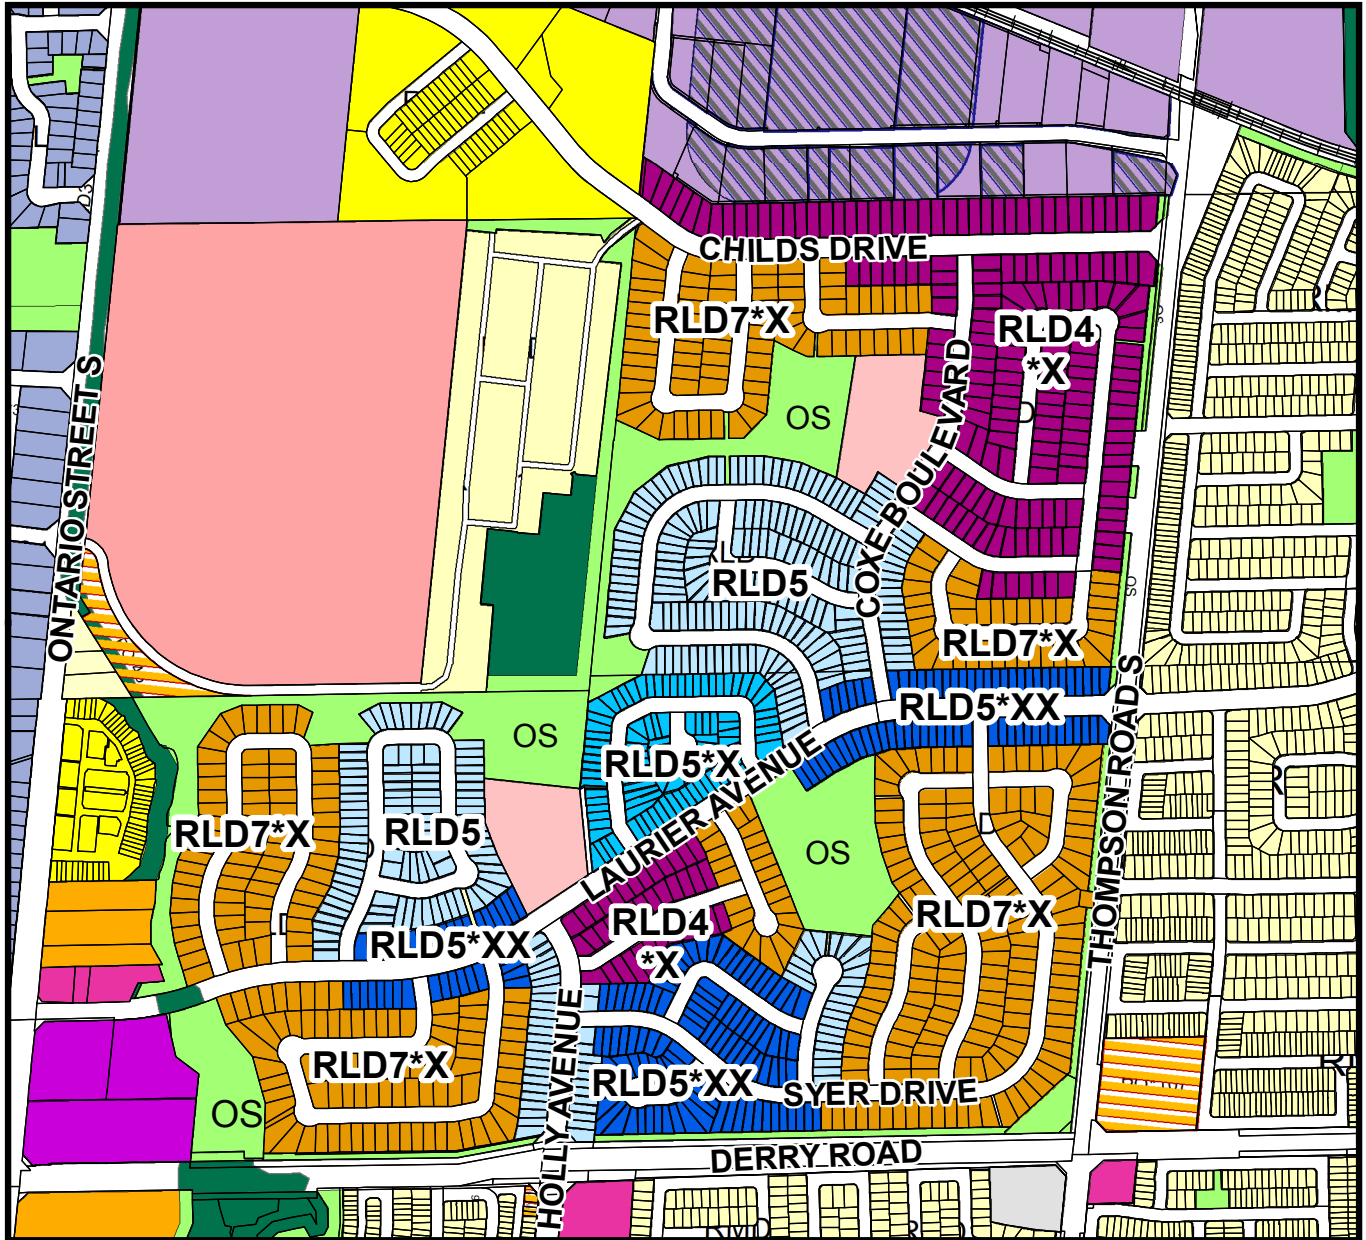 CHILDS DRIVE
RLD7*X
RLD4
*X
OS
ONTARIO STREET S
COXE BOULEVARD
RLD5
RLD7*X
RLD5*XX
OS
RLD5*X
LAURIER AVENUE
THOMPSON ROAD S
RLD7*X
RLD5
OS
RLD4
*X
RLD7*X
RLD5*XX
RLD7*X
RLD5*XX
SYER DRIVE
OS
HOLLY AVENUE
DERRY ROAD